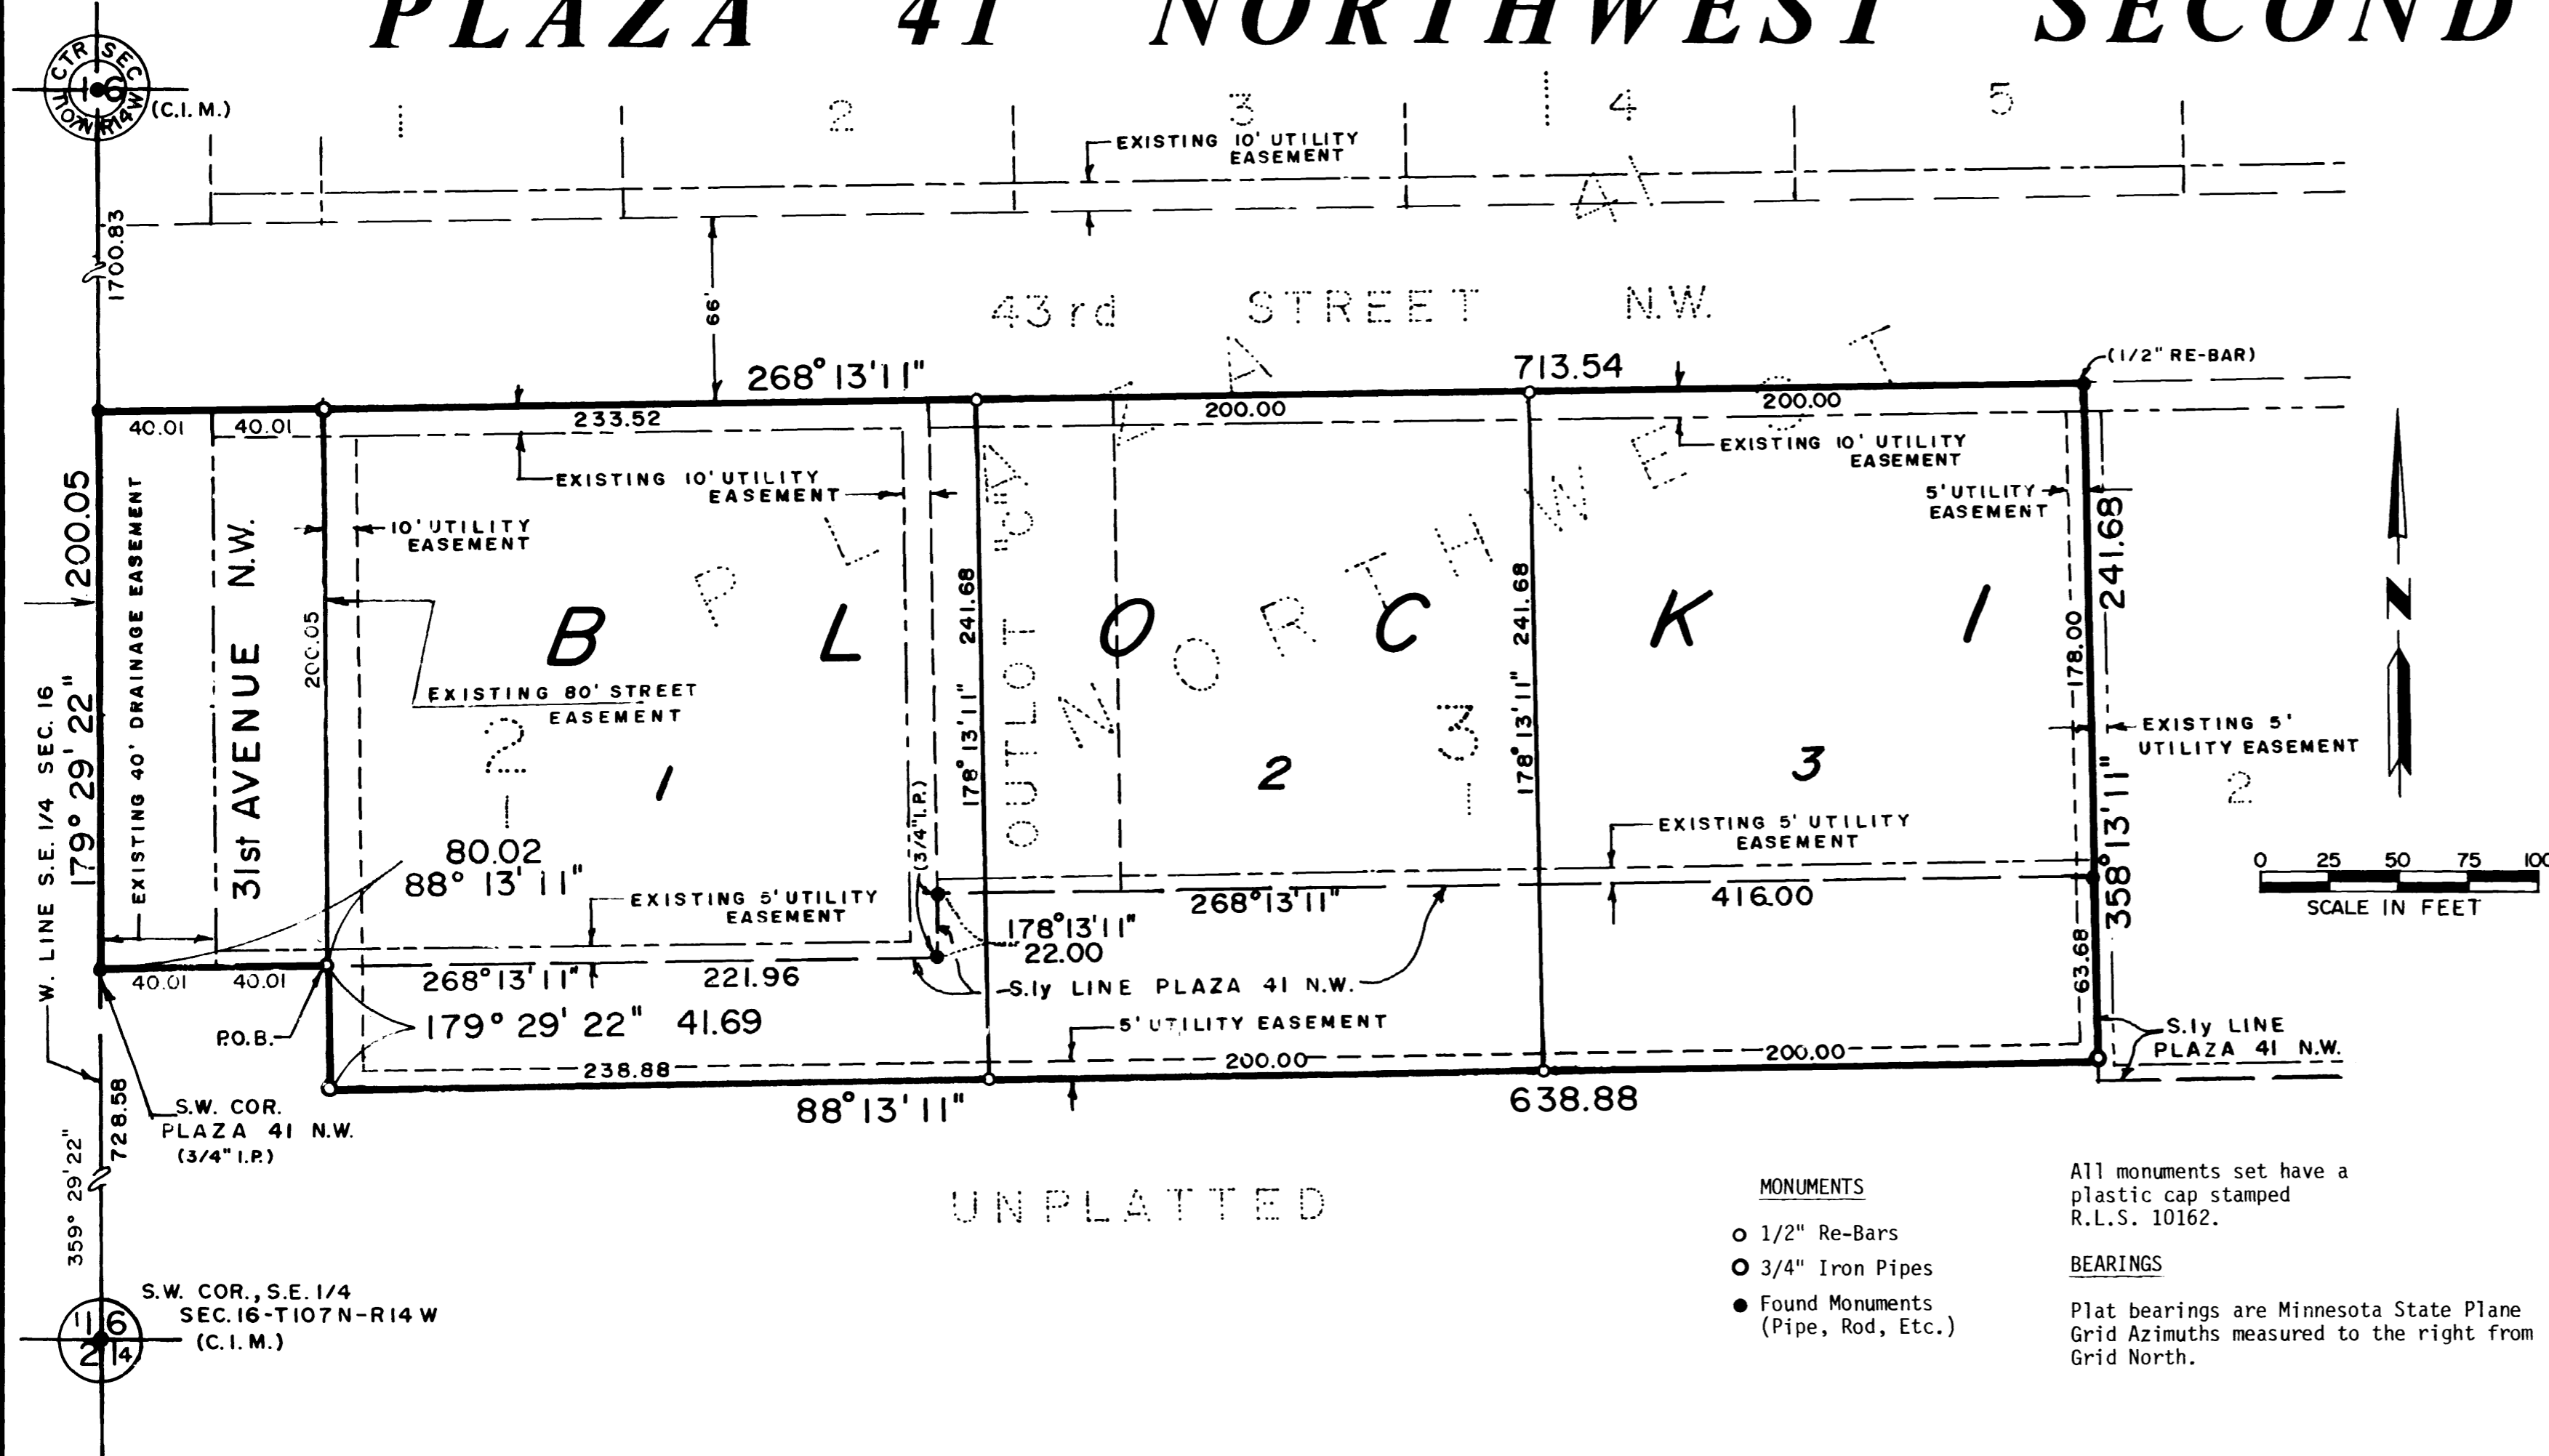 PLAZA 41 NORTHWEST SECOND
CTR SEC
16
T107N R14W
(C.I.M.)
1
2
3
4
5
EXISTING 10' UTILITY
EASEMENT
41
1700.83
66'
43rd STREET N.W.
268° 13' 11"
713.54
(1/2" RE-BAR)
40.01
40.01
233.52
200.00
200.00
EXISTING 10' UTILITY
EASEMENT
EXISTING 10' UTILITY
EASEMENT
5' UTILITY
EASEMENT
10' UTILITY
EASEMENT
200.05
179° 29' 22"
W. LINE S.E. 1/4 SEC. 16
EXISTING 40' DRAINAGE EASEMENT
31st AVENUE N.W.
200.05
PLAZA
NORTHWEST
OUTLOT "A"
"C"
241.68
178° 13' 11"
241.68
178° 13' 11"
241.68
358° 13' 11"
178.00
63.68
BLOCK 1
EXISTING 80' STREET
EASEMENT
2
1
1
2
3
1
3
EXISTING 5'
UTILITY EASEMENT
2
N
80.02
88° 13' 11"
(3/4" I.P.)
EXISTING 5' UTILITY
EASEMENT
EXISTING 5' UTILITY
EASEMENT
268° 13' 11"
416.00
178° 13' 11"
22.00
0 25 50 75 100
SCALE IN FEET
40.01
40.01
268° 13' 11"
221.96
S.ly LINE PLAZA 41 N.W.
P.O.B.
179° 29' 22" 41.69
5' UTILITY EASEMENT
S.ly LINE
PLAZA 41 N.W.
238.88
200.00
200.00
88° 13' 11"
638.88
S.W. COR.
PLAZA 41 N.W.
(3/4" I.P.)
728.58
359° 29' 22"
UNPLATTED
S.W. COR., S.E. 1/4
SEC. 16-T107N-R14W
(C.I.M.)
16
21
MONUMENTS
1/2" Re-Bars
3/4" Iron Pipes
Found Monuments
(Pipe, Rod, Etc.)
All monuments set have a
plastic cap stamped
R.L.S. 10162.
BEARINGS
Plat bearings are Minnesota State Plane
Grid Azimuths measured to the right from
Grid North.